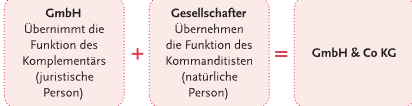 GmbH
Übernimmt die
Funktion des
Komplementärs
(juristische
Person)
+
Gesellschafter
Übernehmen
die Funktion des
Kommanditisten
(natürliche
Person)
=
GmbH & Co KG